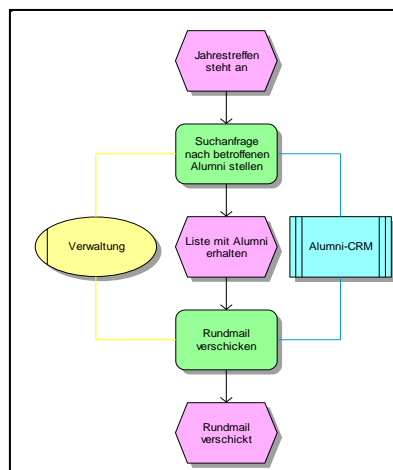 Jahrestreffen
steht an
Suchanfrage
nach betroffenen
Alumni stellen
Verwaltung
Liste mit Alumni
erhalten
Alumni-CRM
Rundmail
verschicken
Rundmail
verschickt